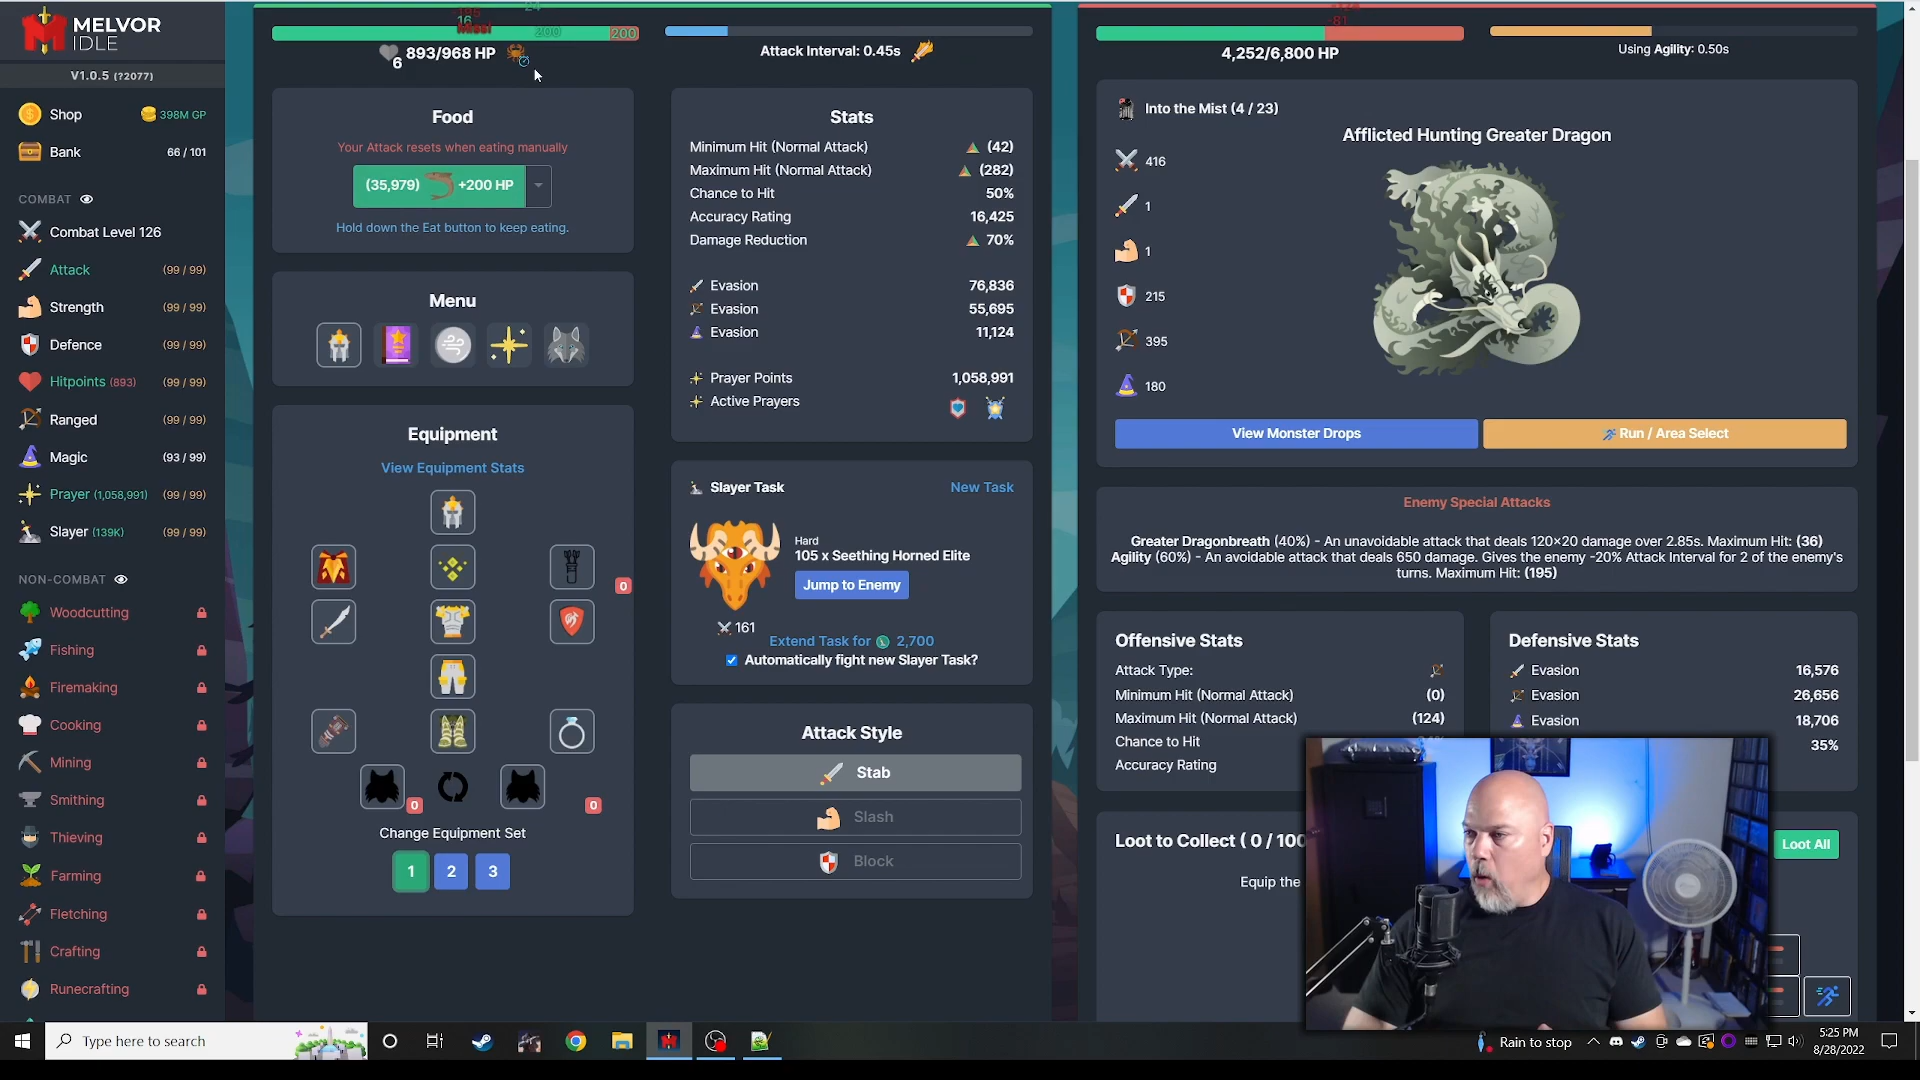 MELVOR
IDLE
V1.0.5 (?2077)
Shop
398M GP
Bank
66 / 101
COMBAT
Combat Level 126
Attack
(99 / 99)
Strength
(99 / 99)
Defence
(99 / 99)
Hitpoints (893)
(99 / 99)
Ranged
(99 / 99)
Magic
(93 / 99)
Prayer (1,058,991)
(99 / 99)
Slayer (139K)
(99 / 99)
NON-COMBAT
Woodcutting
Fishing
Firemaking
Cooking
Mining
Smithing
Thieving
Farming
Fletching
Crafting
Runecrafting
200
6
893/968 HP
Attack Interval: 0.45s
Food
Your Attack resets when eating manually
(35,979) +200 HP
Hold down the Eat button to keep eating.
Menu
Equipment
View Equipment Stats
0
0
0
Change Equipment Set
1
2
3
Stats
Minimum Hit (Normal Attack)
(42)
Maximum Hit (Normal Attack)
(282)
Chance to Hit
50%
Accuracy Rating
16,425
Damage Reduction
70%
Evasion
76,836
Evasion
55,695
Evasion
11,124
Prayer Points
1,058,991
Active Prayers
Slayer Task
New Task
Hard
105 x Seething Horned Elite
Jump to Enemy
161
Extend Task for 2,700
Automatically fight new Slayer Task?
Attack Style
Stab
Slash
Block
-81
4,252/6,800 HP
Using Agility: 0.50s
Into the Mist (4 / 23)
Afflicted Hunting Greater Dragon
416
1
1
215
395
180
View Monster Drops
Run / Area Select
Enemy Special Attacks
Greater Dragonbreath (40%) - An unavoidable attack that deals 120×20 damage over 2.85s. Maximum Hit: (36)
Agility (60%) - An avoidable attack that deals 650 damage. Gives the enemy -20% Attack Interval for 2 of the enemy's
turns. Maximum Hit: (195)
Offensive Stats
Attack Type:
Minimum Hit (Normal Attack)
(0)
Maximum Hit (Normal Attack)
(124)
Chance to Hit
Accuracy Rating
Defensive Stats
Evasion
16,576
Evasion
26,656
Evasion
18,706
35%
Loot to Collect ( 0 / 100
Loot All
Equip the
Type here to search
Rain to stop
5:25 PM
8/28/2022